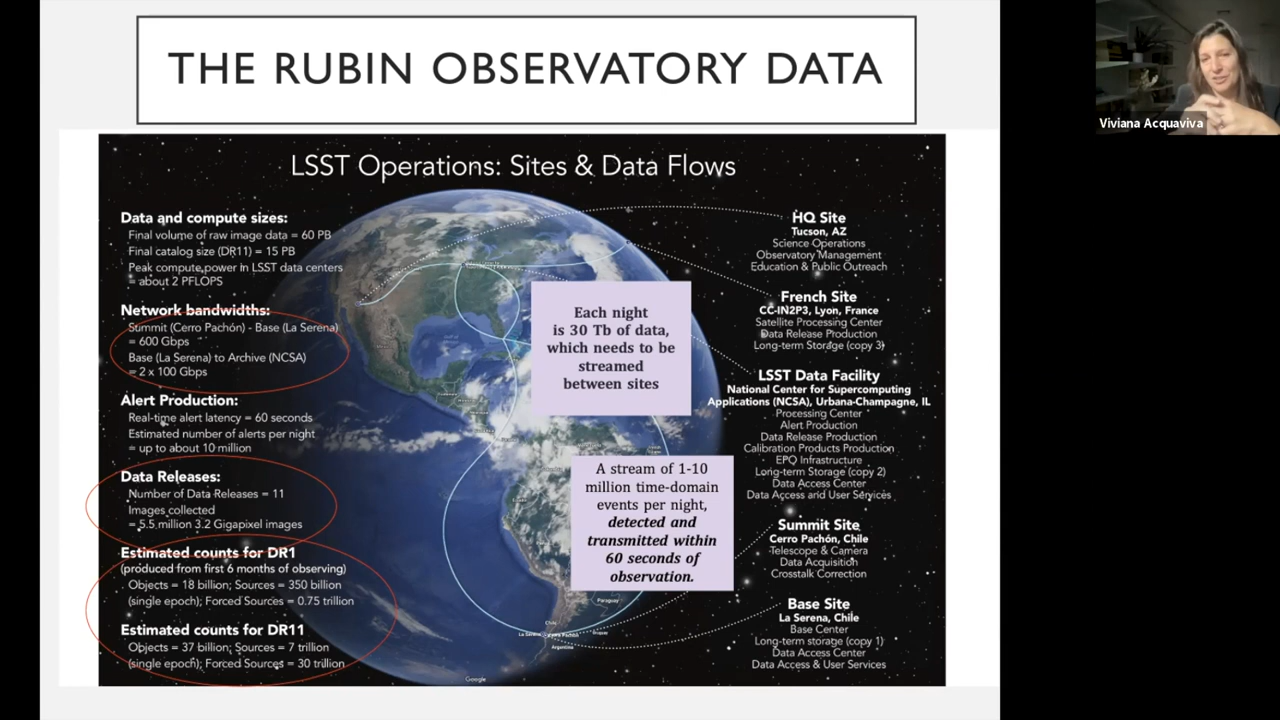 THE RUBIN OBSERVATORY DATA
Viviana Acquaviva
LSST Operations: Sites & Data Flows
Data and compute sizes:
Final volume of raw image data = 60 PB
Final catalog size (DR11) = 15 PB
Peak compute power in LSST data centers
= about 2 PFLOPS
Network bandwidths:
Summit (Cerro Pachón) - Base (La Serena)
= 600 Gbps
Base (La Serena) to Archive (NCSA)
= 2 x 100 Gbps
Alert Production:
Real-time alert latency = 60 seconds
Estimated number of alerts per night
= up to about 10 million
Data Releases:
Number of Data Releases = 11
Images collected
= 5.5 million 3.2 Gigapixel images
Estimated counts for DR1
(produced from first 6 months of observing)
Objects = 18 billion; Sources = 350 billion
(single epoch); Forced Sources = 0.75 trillion
Estimated counts for DR11
Objects = 37 billion; Sources = 7 trillion
(single epoch); Forced Sources = 30 trillion
Each night
is 30 Tb of data,
which needs to be
streamed
between sites
A stream of 1-10
million time-domain
events per night,
detected and
transmitted within
60 seconds of
observation.
HQ Site
Tucson, AZ
Science Operations
Observatory Management
Education & Public Outreach
French Site
CC-IN2P3, Lyon, France
Satellite Processing Center
Data Release Production
Long-term Storage (copy 3)
LSST Data Facility
National Center for Supercomputing
Applications (NCSA), Urbana-Champagne, IL
Processing Center
Alert Production
Data Release Production
Calibration Products Production
EPO Infrastructure
Long-term Storage (copy 2)
Data Access Center
Data Access and User Services
Summit Site
Cerro Pachón, Chile
Telescope & Camera
Data Acquisition
Crosstalk Correction
Base Site
La Serena, Chile
Base Center
Long-term storage (copy 1)
Data Access Center
Data Access & User Services
Paraguay
Chile
La Serena Cerro Pachon
Argentina
Google